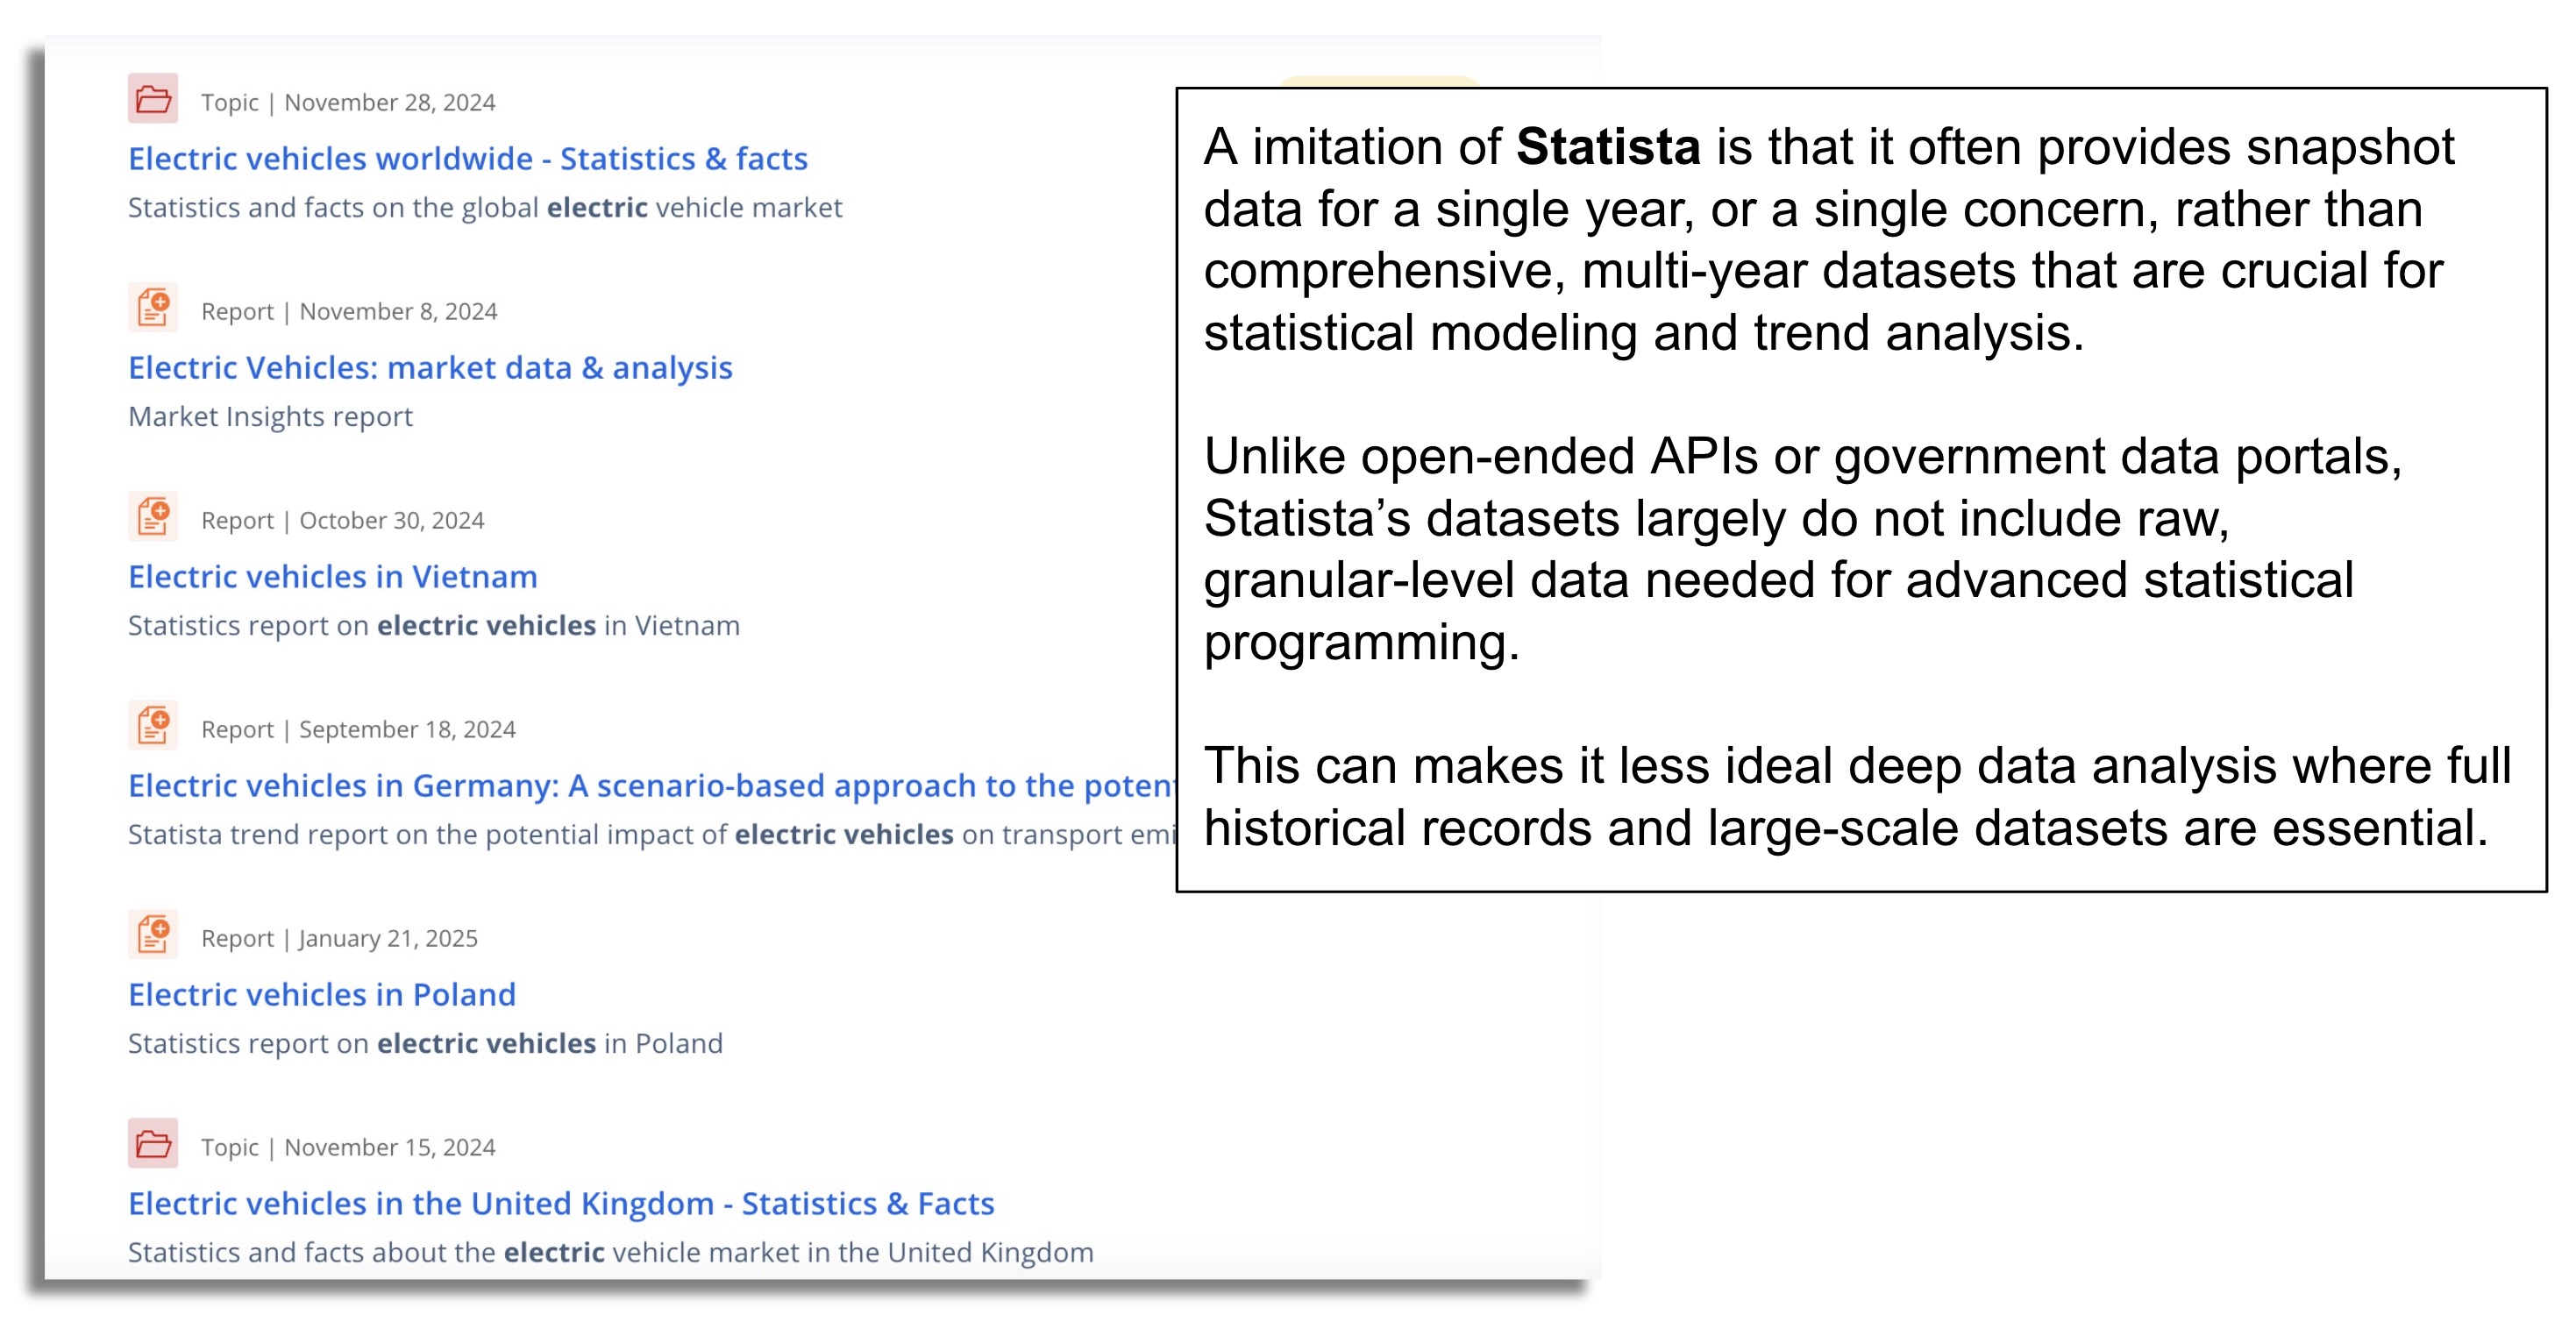 Topic | November 28, 2024
Electric vehicles worldwide - Statistics & facts
Statistics and facts on the global electric vehicle market
Report | November 8, 2024
Electric Vehicles: market data & analysis
Market Insights report
Report | October 30, 2024
Electric vehicles in Vietnam
Statistics report on electric vehicles in Vietnam
Report | September 18, 2024
Electric vehicles in Germany: A scenario-based approach to the
Statista trend report on the potential impact of electric vehicles on transport
Report | January 21, 2025
Electric vehicles in Poland
Statistics report on electric vehicles in Poland
Topic | November 15, 2024
Electric vehicles in the United Kingdom - Statistics & Facts
Statistics and facts about the electric vehicle market in the United Kingdom
A imitation of Statista is that it often provides snapshot
data for a single year, or a single concern, rather than
comprehensive, multi-year datasets that are crucial for
statistical modeling and trend analysis.
Unlike open-ended APIs or government data portals,
Statista’s datasets largely do not include raw,
granular-level data needed for advanced statistical
programming.
This can makes it less ideal deep data analysis where full
historical records and large-scale datasets are essential.